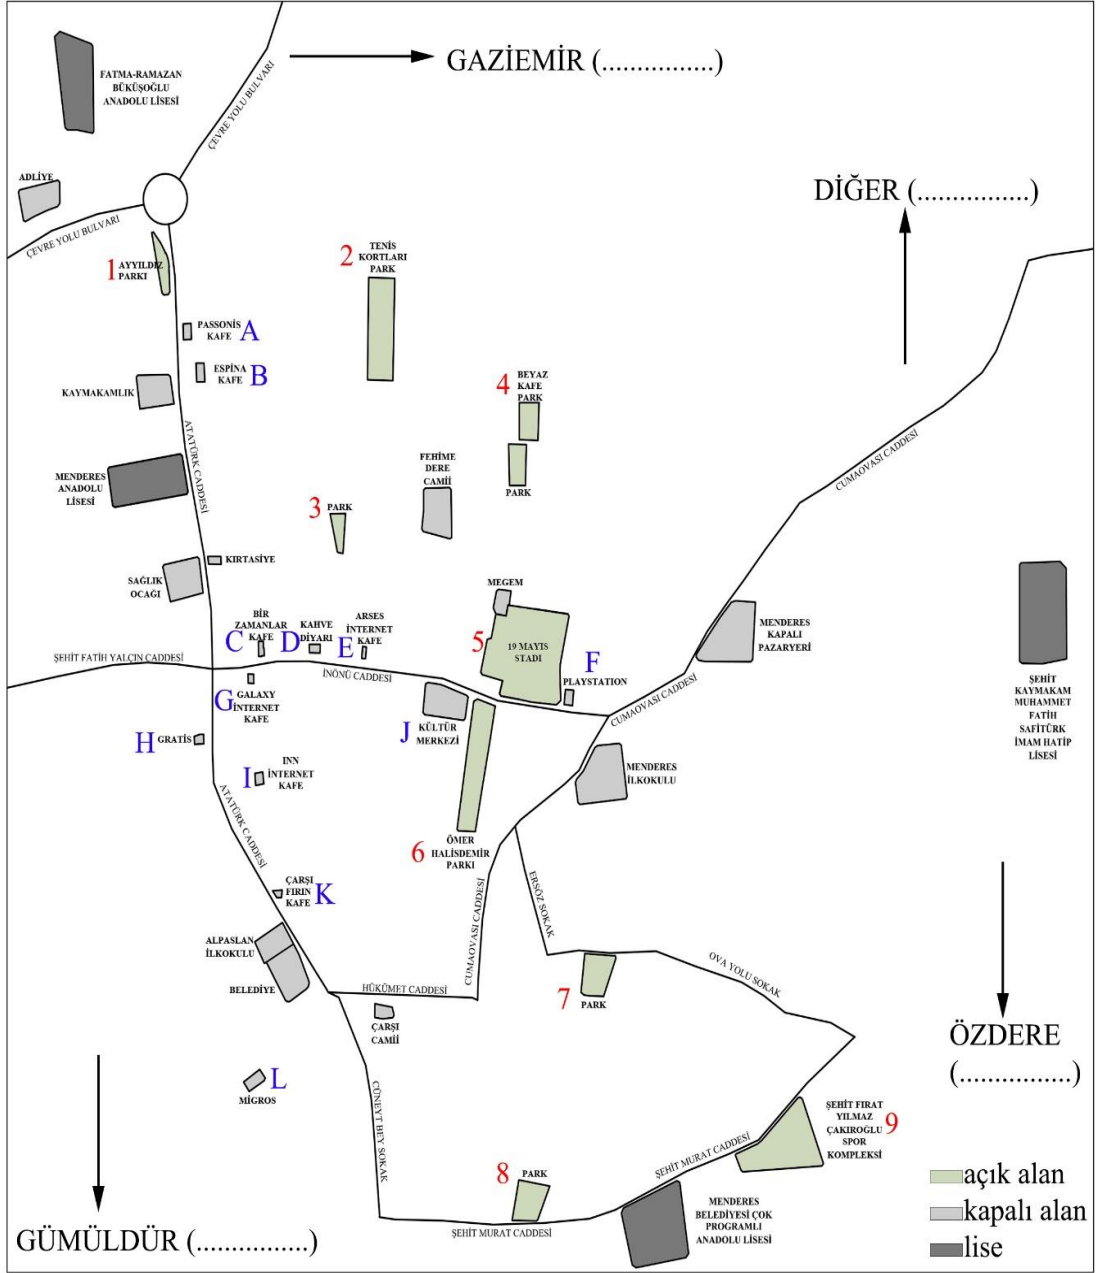 GAZİEMİR (................)
FATMA-RAMAZAN
BÜKÜŞOĞLU
ANADOLU LİSESİ
ÇEVRE YOLU BULVARI
ADLİYE
DİĞER (................)
ÇEVRE YOLU BULVARI
1 AYYILDIZ
PARKI
2 TENİS
KORTLARI
PARK
PASSONİS
KAFE A
ESPİNA
KAFE B
KAYMAKAMLIK
4 BEYAZ
KAFE
PARK
ATATÜRK CADDESİ
CUMAOVASI CADDESİ
MENDERES
ANADOLU
LİSESİ
FEHİME
DERE
CAMİİ
PARK
3 PARK
KIRTASİYE
SAĞLIK
OCAĞI
MEGEM
C BİR
ZAMANLAR
KAFE
D KAHVE
DİYARI
E ARSES
İNTERNET
KAFE
5 19 MAYIS
STADI
MENDERES
KAPALI
PAZARYERİ
ŞEHİT FATİH YALÇIN CADDESİ
İNÖNÜ CADDESİ
F
PLAYSTATION
CUMAOVASI CADDESİ
ŞEHİT
KAYMAKAM
MUHAMMET
FATİH
SAFİTÜRK
İMAM HATİP
LİSESİ
G GALAXY
İNTERNET
KAFE
J KÜLTÜR
MERKEZİ
H GRATİS
I INN
İNTERNET
KAFE
MENDERES
İLKOKULU
ATATÜRK CADDESİ
6 ÖMER
HALİSDEMİR
PARKI
ÇARŞI
FIRIN
KAFE K
CUMAOVASI CADDESİ
ERSÖZ SOKAK
ALPASLAN
İLKOKULU
BELEDİYE
HÜKÜMET CADDESİ
OVA YOLU SOKAK
7 PARK
ÇARŞI
CAMİİ
ÖZDERE
(................)
L
MİGROS
CÜNEYT BEY SOKAK
ŞEHİT FIRAT
YILMAZ
ÇAKIROĞLU 9
SPOR
KOMPLEKSİ
ŞEHİT MURAT CADDESİ
8 PARK
MENDERES
BELEDİYESİ ÇOK
PROGRAMLI
ANADOLU LİSESİ
ŞEHİT MURAT CADDESİ
GÜMÜLDÜR (................)
açık alan
kapalı alan
lise